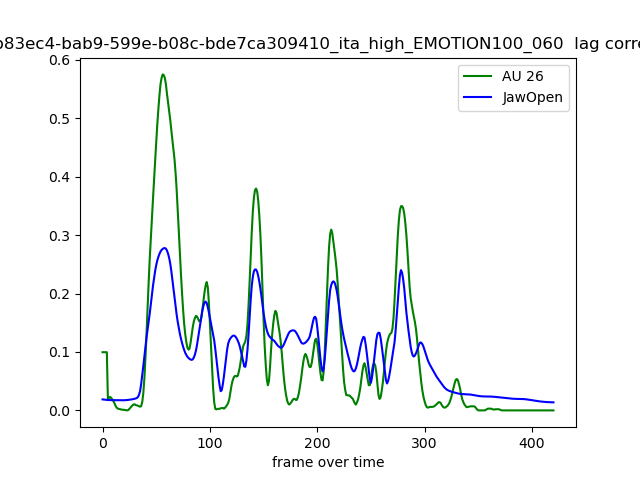 b83ec4-bab9-599e-b08c-bde7ca309410_ita_high_EMOTION100_060 lag corre
AU 26
JawOpen
0.6
0.5
0.4
0.3
0.2
0.1
0.0
0 100 200 300 400
frame over time